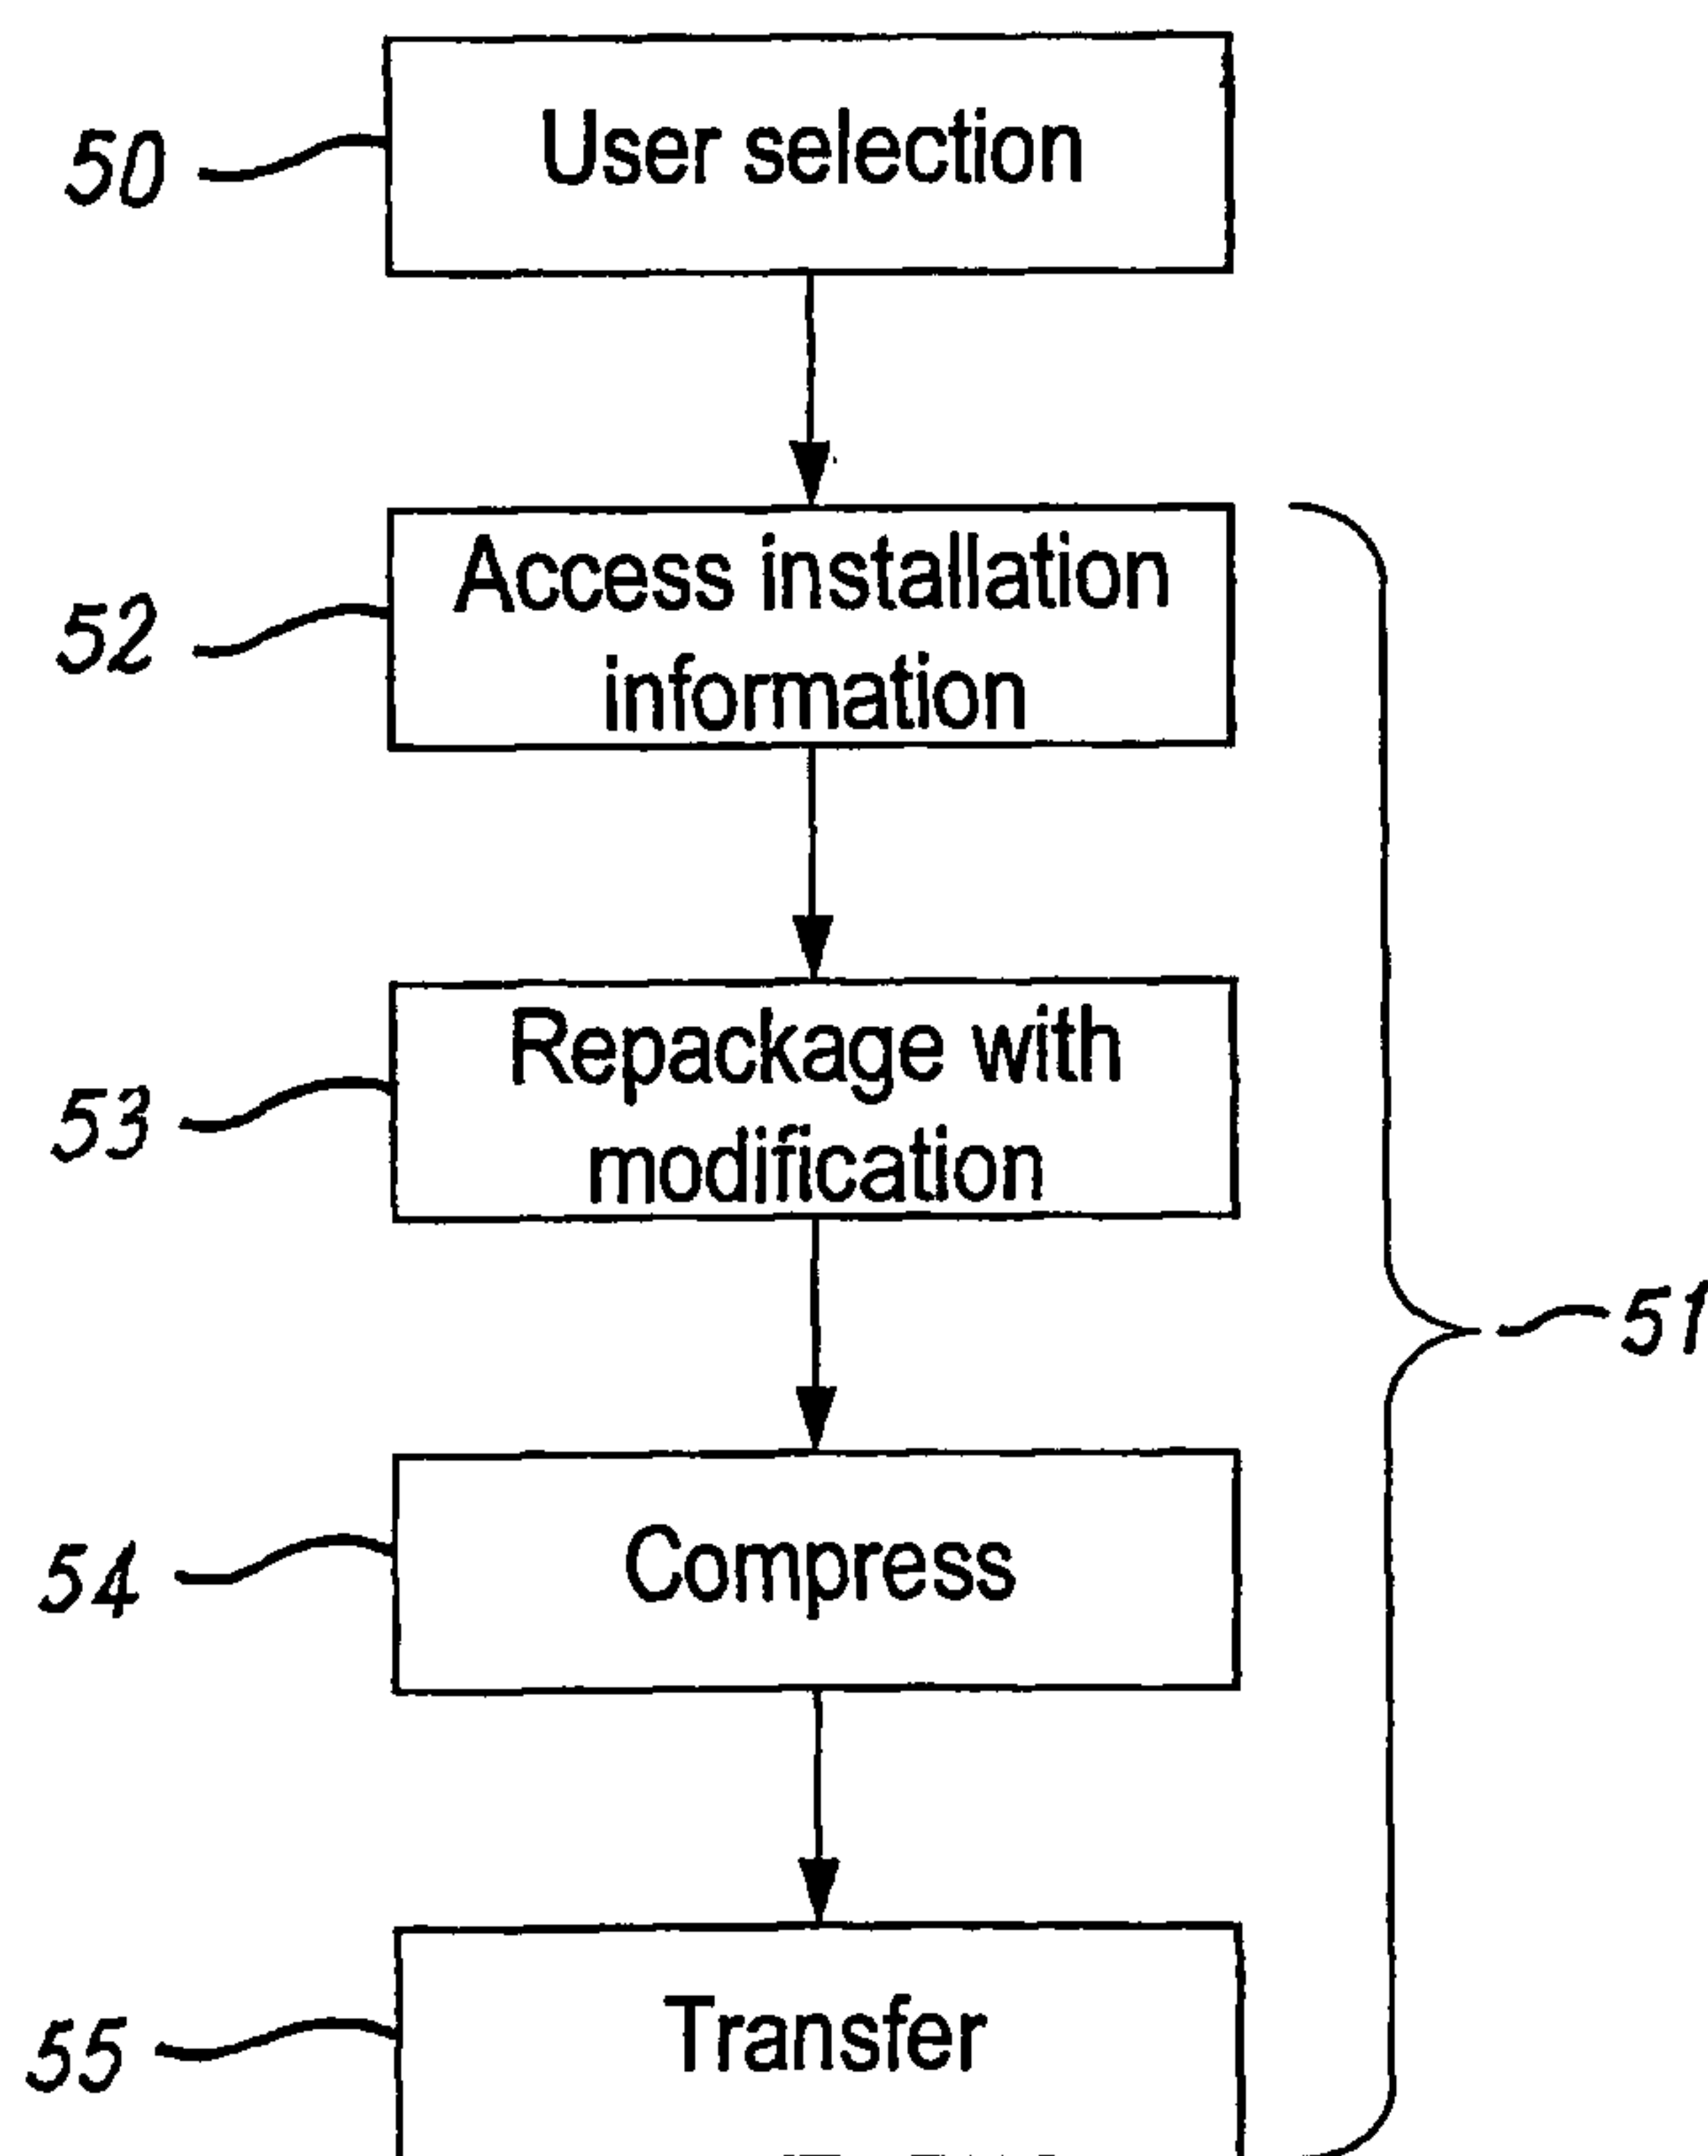 50
User selection
52
Access installation
information
53
Repackage with
modification
51
54
Compress
55
Transfer